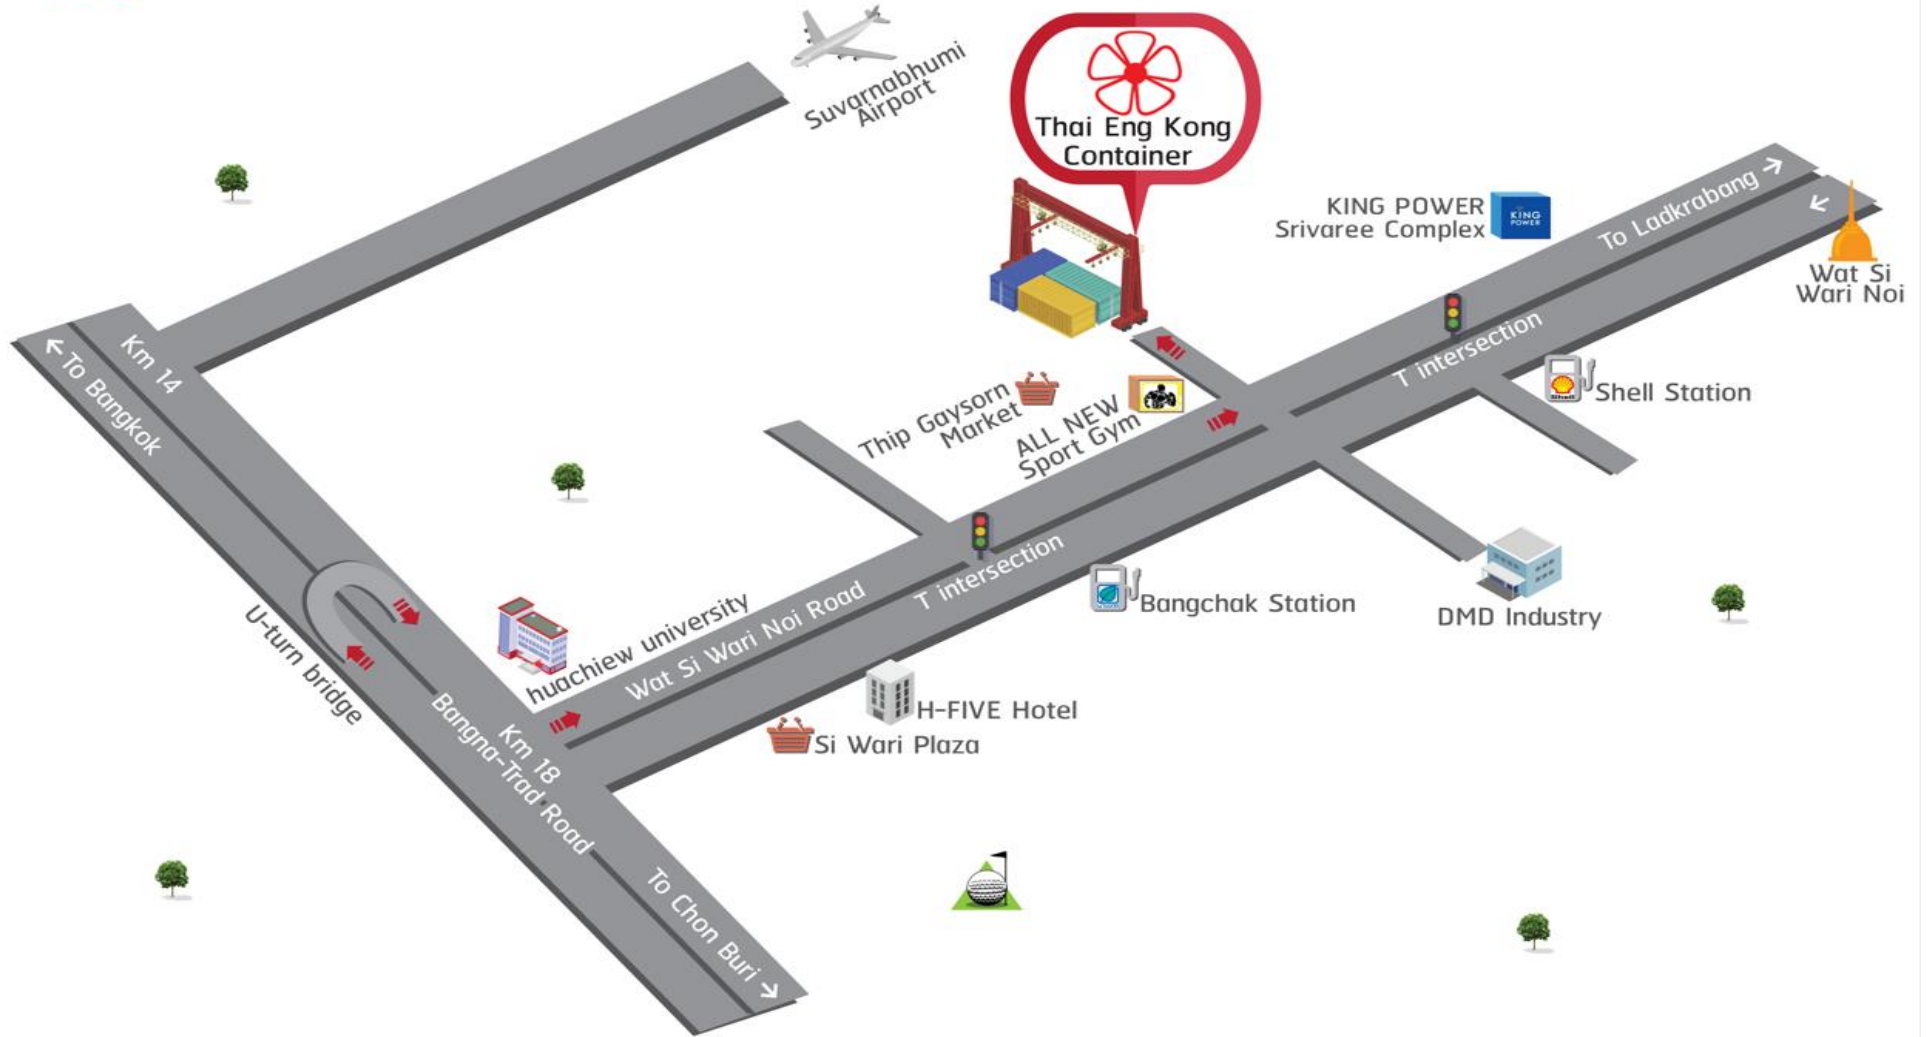 Suvarnabhumi
Airport
Thai Eng Kong
Container
KING POWER
Srivaree Complex
KING
POWER
To Ladkrabang
Wat Si
Wari Noi
Km 14
To Bangkok
T intersection
Shell
Shell Station
Thip Gaysorn
Market
ALL NEW
Sport Gym
T intersection
Bangchak Station
DMD Industry
U-turn bridge
huachiew university
Wat Si Wari Noi Road
H-FIVE Hotel
Si Wari Plaza
Km 18
Bangna-Trad Road
To Chon Buri